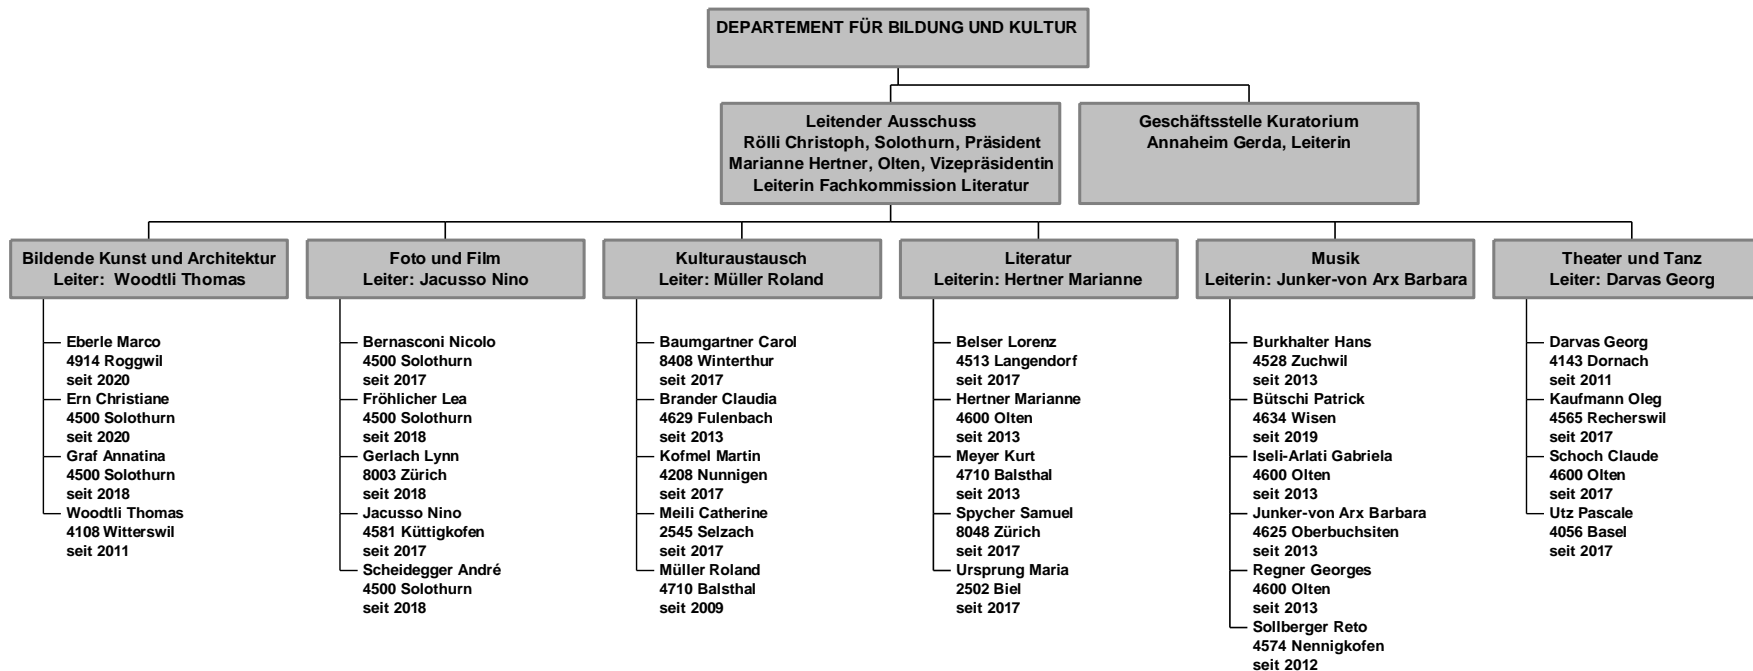 DEPARTEMENT FÜR BILDUNG UND KULTUR
Leitender Ausschuss
Rölli Christoph, Solothurn, Präsident
Marianne Hertner, Olten, Vizepräsidentin
Leiterin Fachkommission Literatur
Geschäftsstelle Kuratorium
Annaheim Gerda, Leiterin
Bildende Kunst und Architektur
Leiter: Woodtli Thomas
Eberle Marco
4914 Roggwil
seit 2020
Ern Christiane
4500 Solothurn
seit 2020
Graf Annatina
4500 Solothurn
seit 2018
Woodtli Thomas
4108 Witterswil
seit 2011
Foto und Film
Leiter: Jacusso Nino
Bernasconi Nicolo
4500 Solothurn
seit 2017
Fröhlicher Lea
4500 Solothurn
seit 2018
Gerlach Lynn
8003 Zürich
seit 2018
Jacusso Nino
4581 Küttigkofen
seit 2017
Scheidegger André
4500 Solothurn
seit 2018
Kulturaustausch
Leiter: Müller Roland
Baumgartner Carol
8408 Winterthur
seit 2017
Brander Claudia
4629 Fulenbach
seit 2013
Kofmel Martin
4208 Nunnigen
seit 2017
Meili Catherine
2545 Selzach
seit 2017
Müller Roland
4710 Balsthal
seit 2009
Literatur
Leiterin: Hertner Marianne
Belser Lorenz
4513 Langendorf
seit 2017
Hertner Marianne
4600 Olten
seit 2013
Meyer Kurt
4710 Balsthal
seit 2013
Spycher Samuel
8048 Zürich
seit 2017
Ursprung Maria
2502 Biel
seit 2017
Musik
Leiterin: Junker-von Arx Barbara
Burkhalter Hans
4528 Zuchwil
seit 2013
Bütschi Patrick
4634 Wisen
seit 2019
Iseli-Arlati Gabriela
4600 Olten
seit 2013
Junker-von Arx Barbara
4625 Oberbuchsiten
seit 2013
Regner Georges
4600 Olten
seit 2013
Sollberger Reto
4574 Nennigkofen
seit 2012
Theater und Tanz
Leiter: Darvas Georg
Darvas Georg
4143 Dornach
seit 2011
Kaufmann Oleg
4565 Recherswil
seit 2017
Schoch Claude
4600 Olten
seit 2017
Utz Pascale
4056 Basel
seit 2017